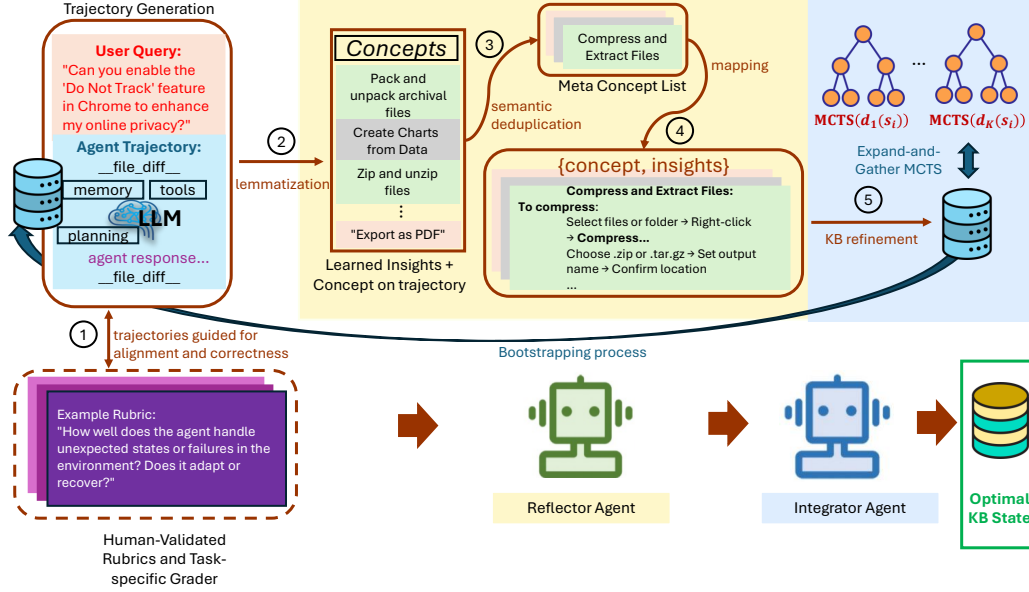 Trajectory Generation
User Query:
"Can you enable the
'Do Not Track' feature
in Chrome to enhance
my online privacy?"
Agent Trajectory:
__file_diff__
memory
tools
LLM
planning
agent response...
__file_diff__
1
trajectories guided for
alignment and correctness
Example Rubric:
"How well does the agent handle
unexpected states or failures in the
environment? Does it adapt or
recover?"
Human-Validated
Rubrics and Task-
specific Grader
2
lemmatization
Concepts
Pack and
unpack archival
files
Create Charts
from Data
Zip and unzip
files
⋮
"Export as PDF"
Learned Insights +
Concept on trajectory
3
semantic
deduplication
Compress and
Extract Files
Meta Concept List
mapping
4
{concept, insights}
Compress and Extract Files:
To compress:
Select files or folder → Right-click
→ Compress...
Choose .zip or .tar.gz → Set output
name → Confirm location
...
5
KB refinement
...
MCTS(d₁(sᵢ))
MCTS(d_K(sᵢ))
Expand-and-
Gather MCTS
Bootstrapping process
Reflector Agent
Integrator Agent
Optimal
KB State